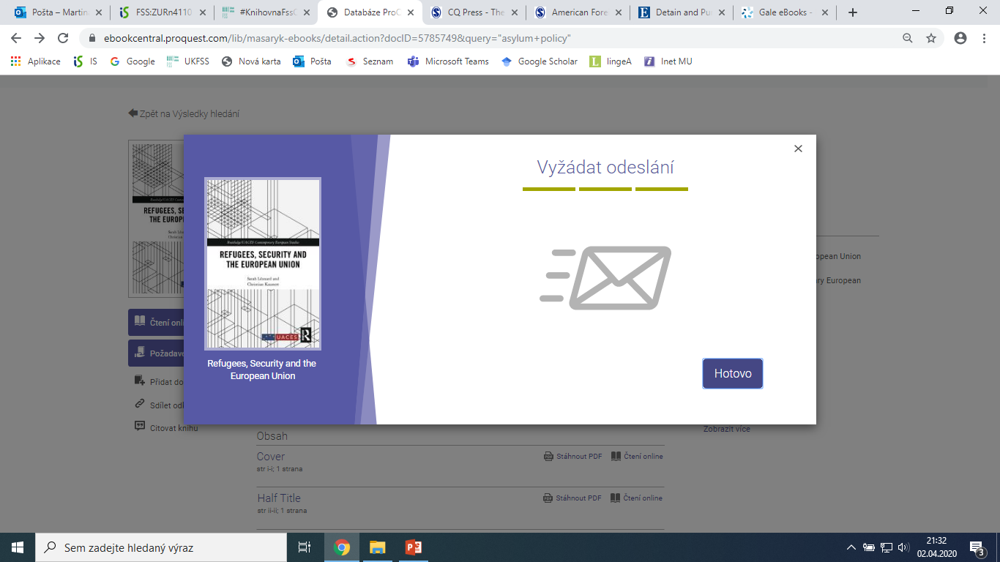 Pošta – Martin
FSS:ZURn4110
#KnihovnaFssC
Databáze ProC
CQ Press - The
American Fore
Detain and Pu
Gale eBooks -
ebookcentral.proquest.com/lib/masaryk-ebooks/detail.action?docID=5785749&query="asylum+policy"
Aplikace
IS
Google
UKFSS
Nová karta
Pošta
Seznam
Microsoft Teams
Google Scholar
lingeA
Inet MU
Zpět na Výsledky hledání
Routledge/UACES Contemporary European Studies
REFUGEES, SECURITY AND
THE EUROPEAN UNION
Sarah Léonard and
Christian Kaunert
UACES
R
Refugees, Security and the
European Union
Vyžádat odeslání
Hotovo
REFUGEES, SE
THE EUROPE
Čtení onli
Požadave
Přidat do
Sdílet odk
Citovat knihu
opean Union
ry European
Zobrazit více
Obsah
Cover
str i-i; 1 strana
Stáhnout PDF
Čtení online
Half Title
str ii-ii; 1 strana
Stáhnout PDF
Čtení online
Sem zadejte hledaný výraz
21:32
02.04.2020
3